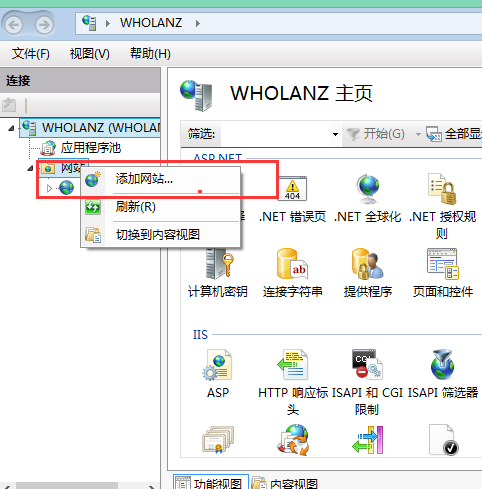 WHOLANZ
文件(F) 视图(V) 帮助(H)
连接
WHOLANZ (WHOLAN
应用程序池
网站
添加网站...
刷新(R)
切换到内容视图
WHOLANZ 主页
筛选: 开始(G) 全部显
ASP.NET
404
.NET 错误页 .NET 全球化 .NET 授权规则
ab
计算机密钥 连接字符串 提供程序 页面和控件
IIS
CGI
ASP HTTP 响应标头 ISAPI 和 CGI 限制 ISAPI 筛选器
功能视图 内容视图